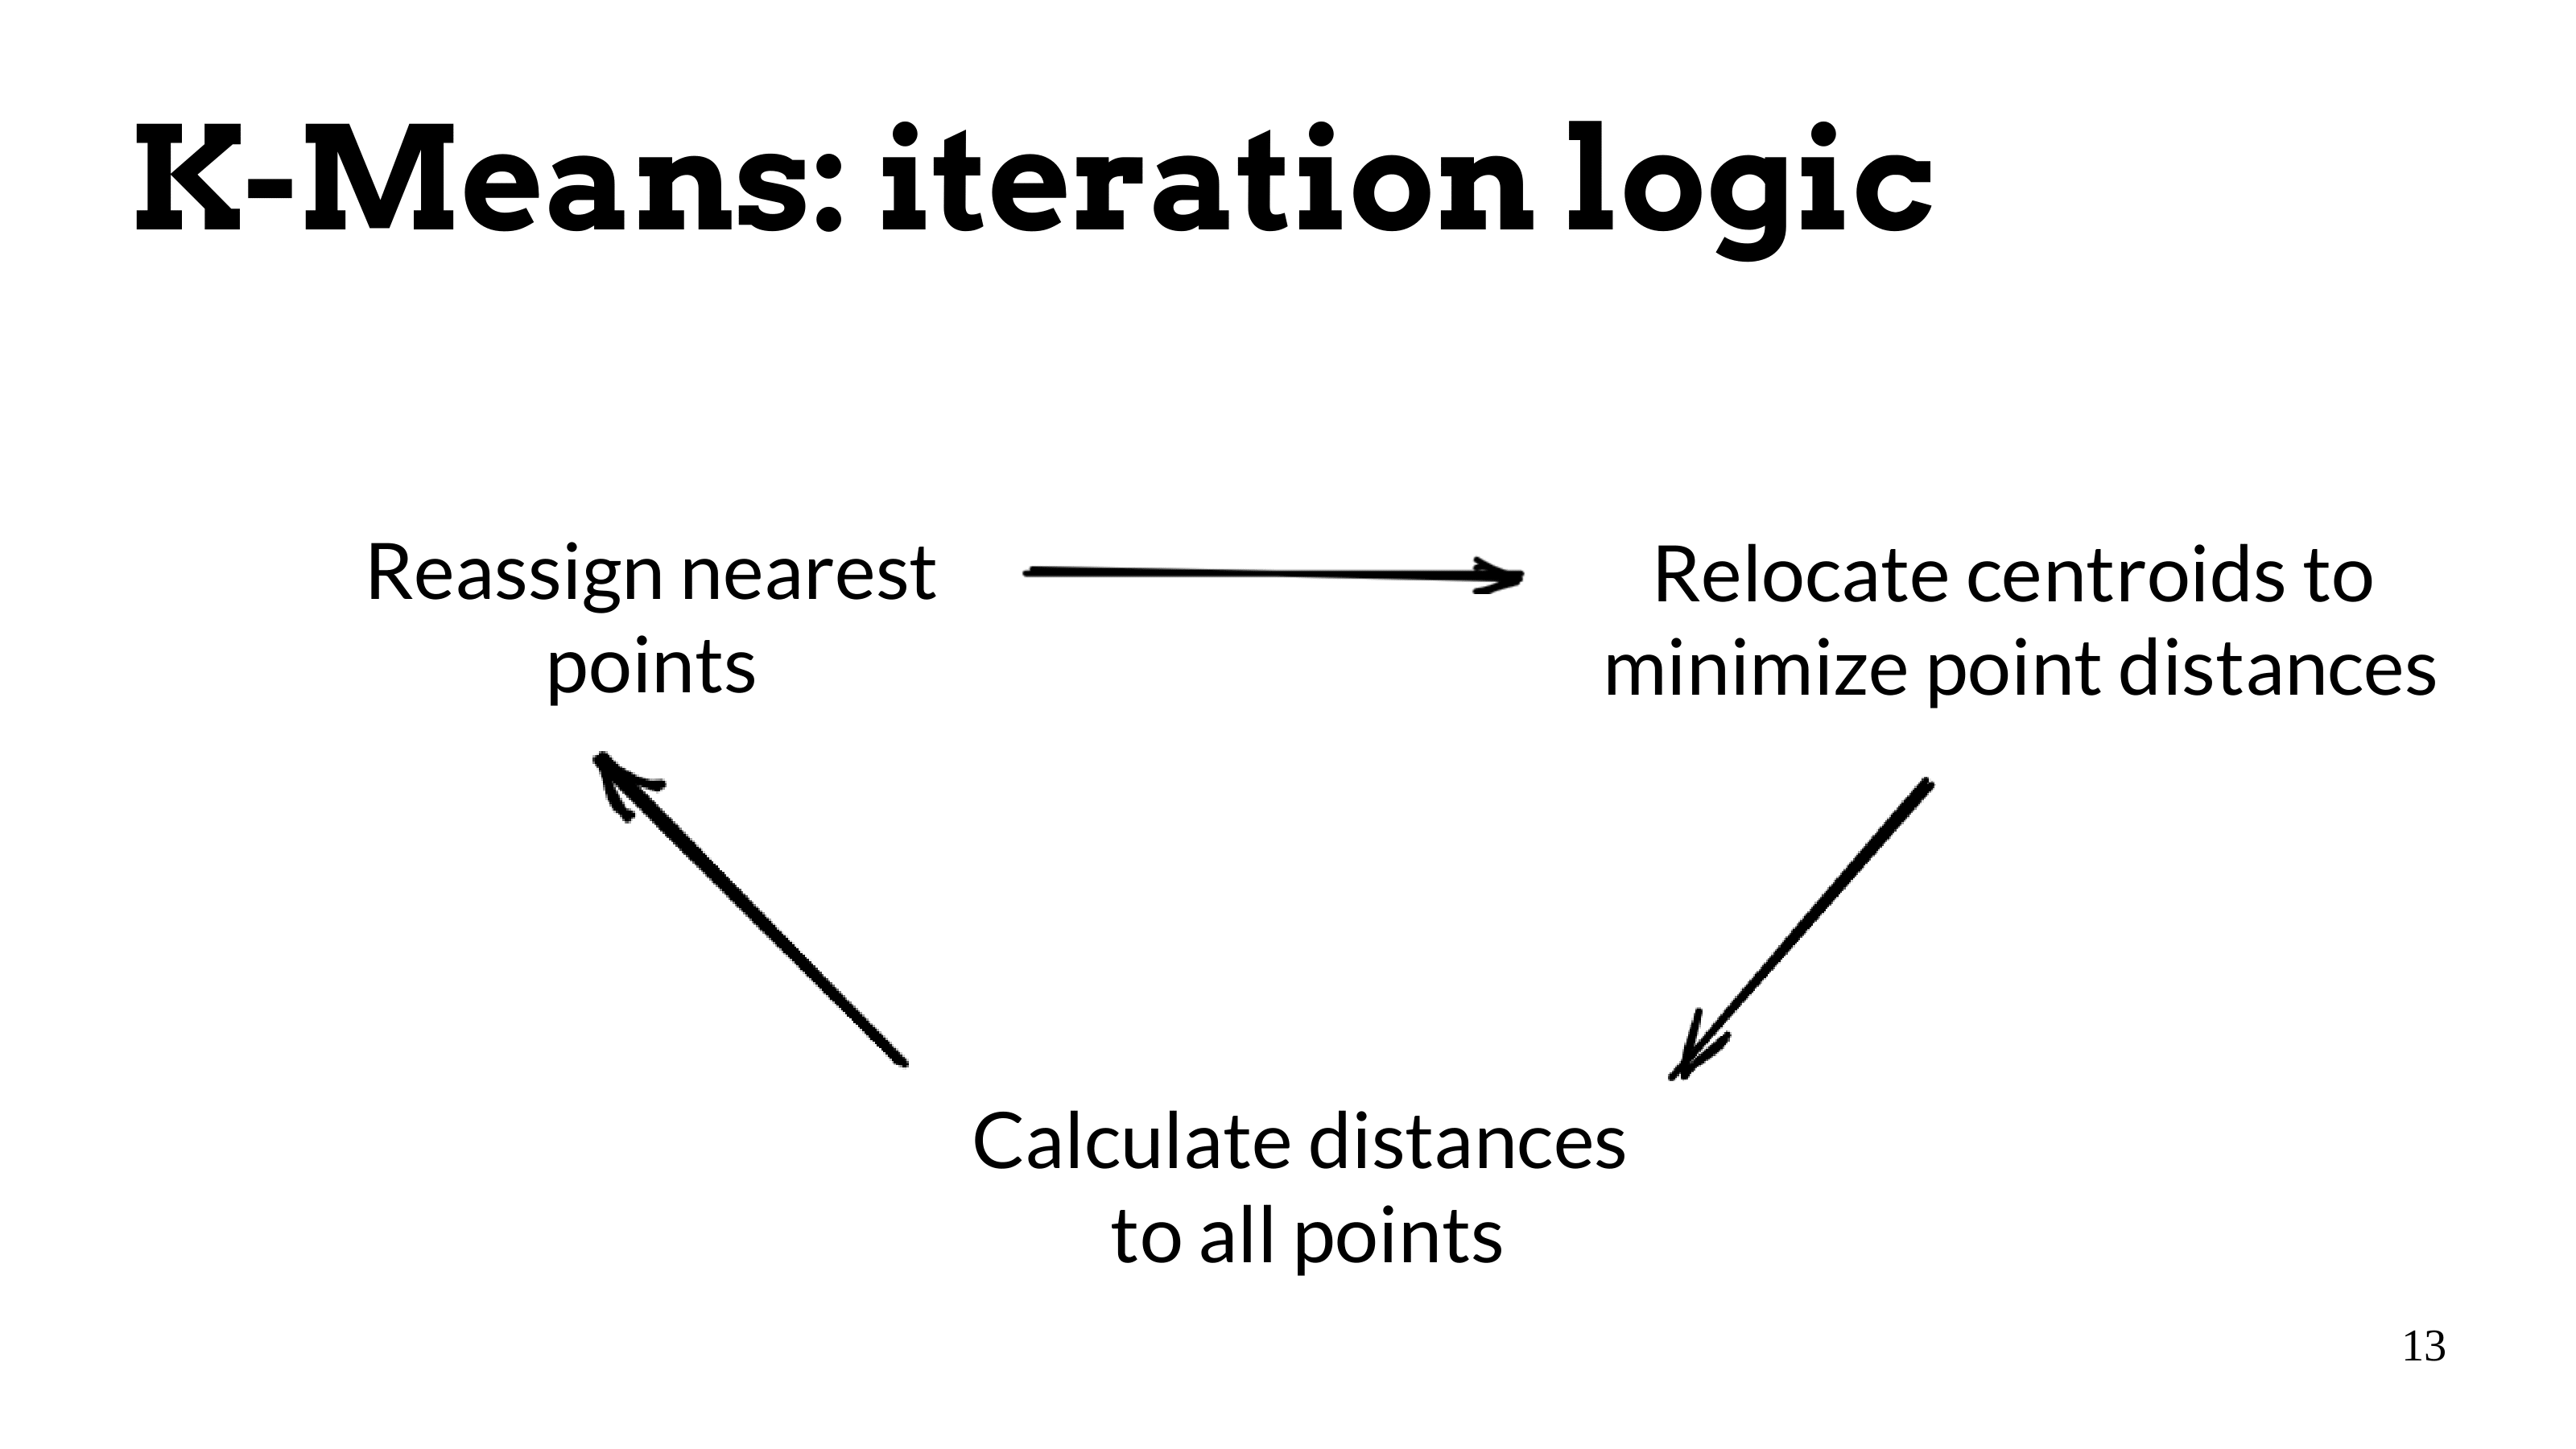 K-Means: iteration logic
Reassign nearest
points
Relocate centroids to
minimize point distances
Calculate distances
to all points
13